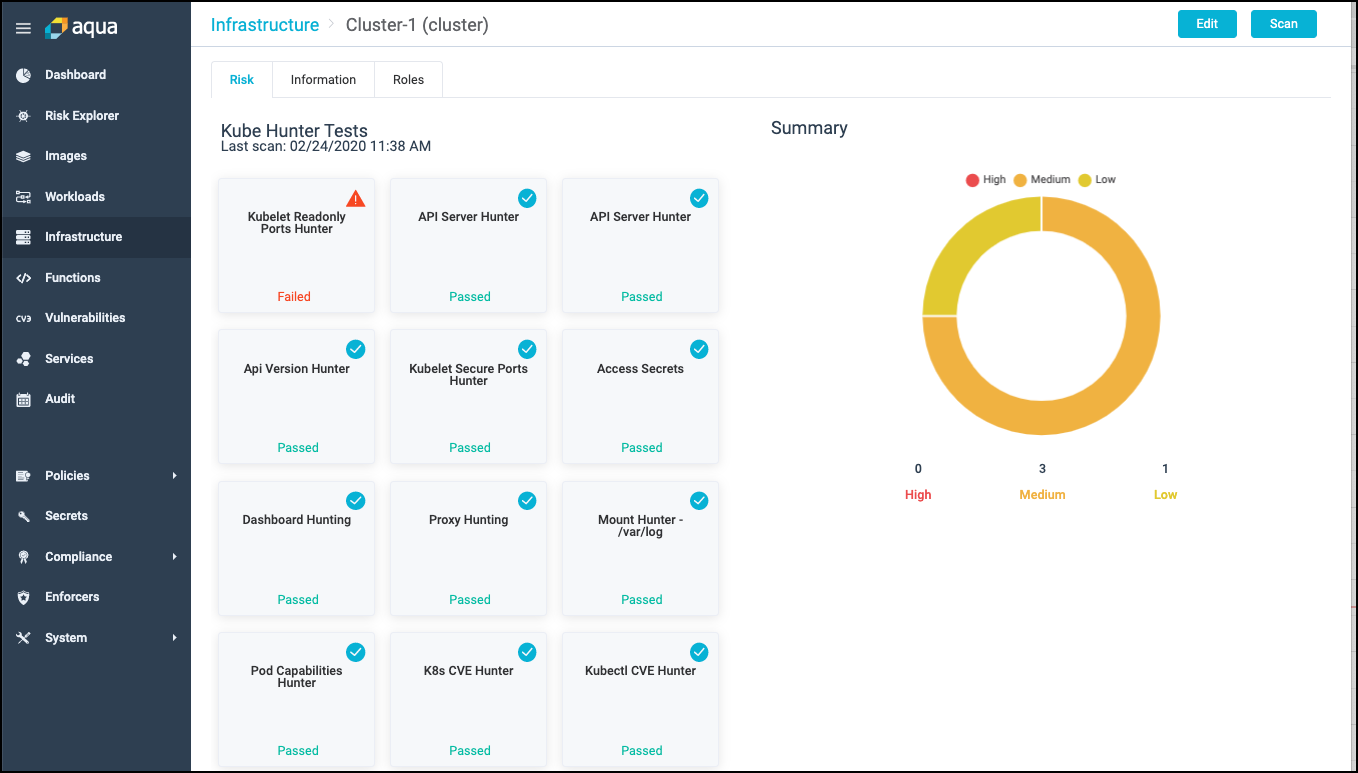 aqua
Infrastructure > Cluster-1 (cluster)
Edit
Scan
Dashboard
Risk Explorer
Images
Workloads
Infrastructure
Functions
CV3
Vulnerabilities
Services
Audit
Policies
Secrets
Compliance
Enforcers
System
Risk
Information
Roles
Kube Hunter Tests
Last scan: 02/24/2020 11:38 AM
Kubelet Readonly
Ports Hunter
Failed
API Server Hunter
Passed
API Server Hunter
Passed
Api Version Hunter
Passed
Kubelet Secure Ports
Hunter
Passed
Access Secrets
Passed
Dashboard Hunting
Passed
Proxy Hunting
Passed
Mount Hunter -
/var/log
Passed
Pod Capabilities
Hunter
Passed
K8s CVE Hunter
Passed
Kubectl CVE Hunter
Passed
Summary
High
Medium
Low
0
High
3
Medium
1
Low